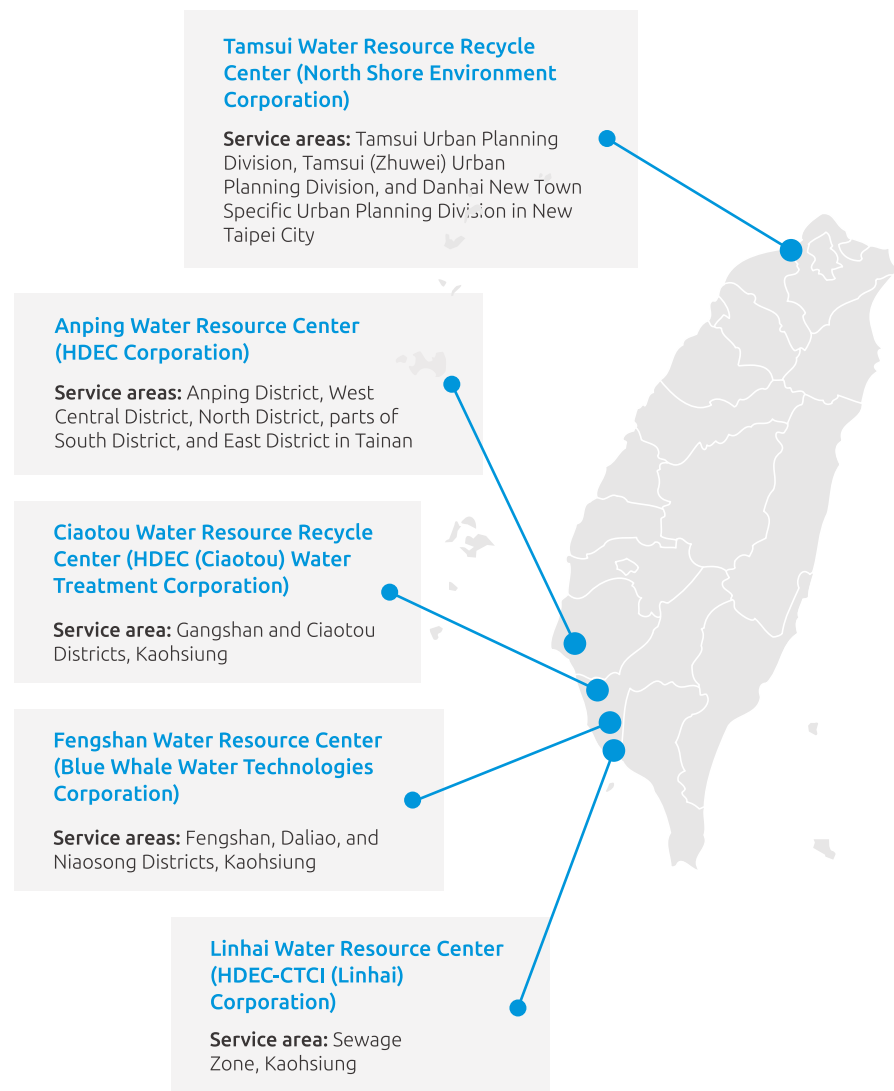 Tamsui Water Resource Recycle
Center (North Shore Environment
Corporation)
Service areas: Tamsui Urban Planning
Division, Tamsui (Zhuwei) Urban
Planning Division, and Danhai New Town
Specific Urban Planning Division in New
Taipei City
Anping Water Resource Center
(HDEC Corporation)
Service areas: Anping District, West
Central District, North District, parts of
South District, and East District in Tainan
Ciaotou Water Resource Recycle
Center (HDEC (Ciaotou) Water
Treatment Corporation)
Service area: Gangshan and Ciaotou
Districts, Kaohsiung
Fengshan Water Resource Center
(Blue Whale Water Technologies
Corporation)
Service areas: Fengshan, Daliao, and
Niaosong Districts, Kaohsiung
Linhai Water Resource Center
(HDEC-CTCI (Linhai)
Corporation)
Service area: Sewage
Zone, Kaohsiung